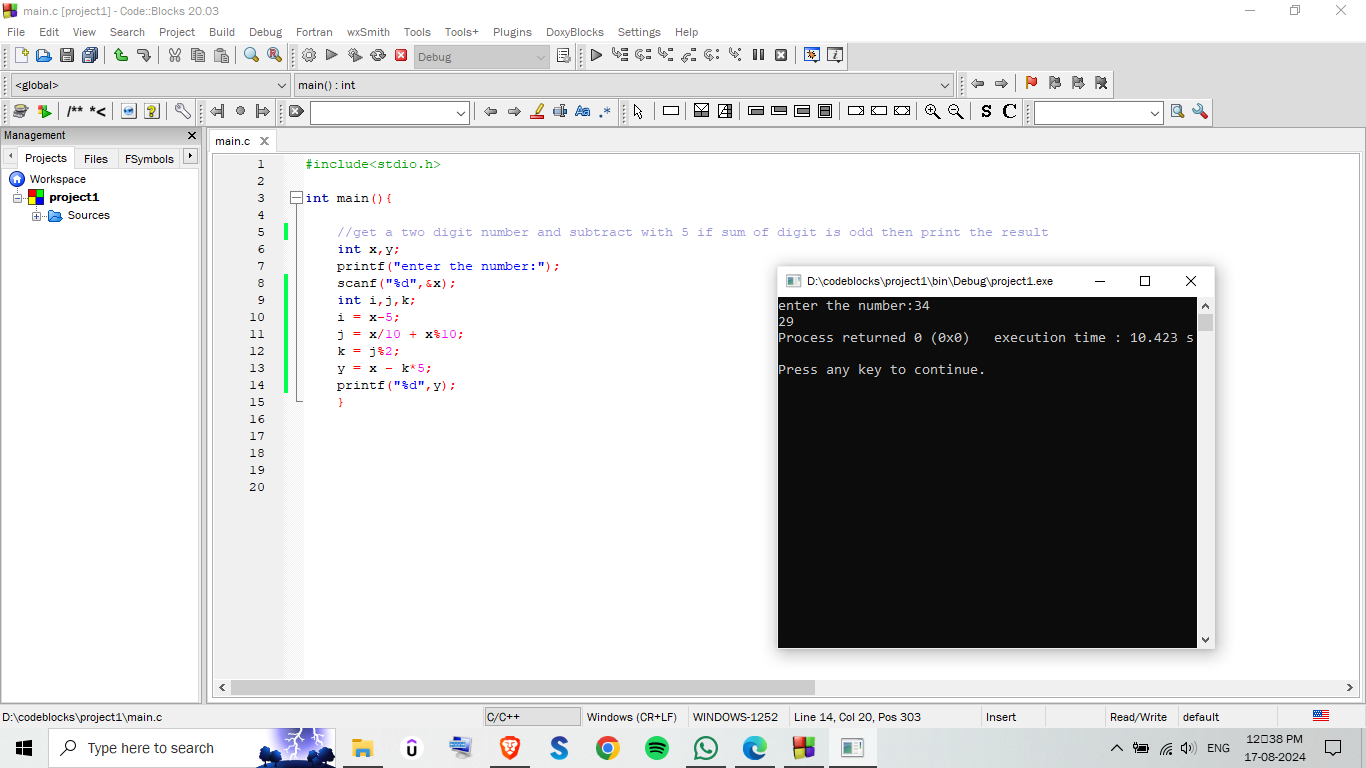 main.c [project1] - Code::Blocks 20.03
File Edit View Search Project Build Debug Fortran wxSmith Tools Tools+ Plugins DoxyBlocks Settings Help
Debug
<global> main() : int
/** *< S C
Management
Projects Files FSymbols
Workspace
project1
Sources
main.c
1 #include<stdio.h>
2
3 int main(){
4
5 //get a two digit number and subtract with 5 if sum of digit is odd then print the result
6 int x,y;
7 printf("enter the number:");
8 scanf("%d",&x);
9 int i,j,k;
10 i = x-5;
11 j = x/10 + x%10;
12 k = j%2;
13 y = x - k*5;
14 printf("%d",y);
15 }
16
17
18
19
20
D:\codeblocks\project1\bin\Debug\project1.exe
enter the number:34
29
Process returned 0 (0x0) execution time : 10.423 s
Press any key to continue.
D:\codeblocks\project1\main.c C/C++ Windows (CR+LF) WINDOWS-1252 Line 14, Col 20, Pos 303 Insert Read/Write default
Type here to search
ENG
12:38 PM
17-08-2024